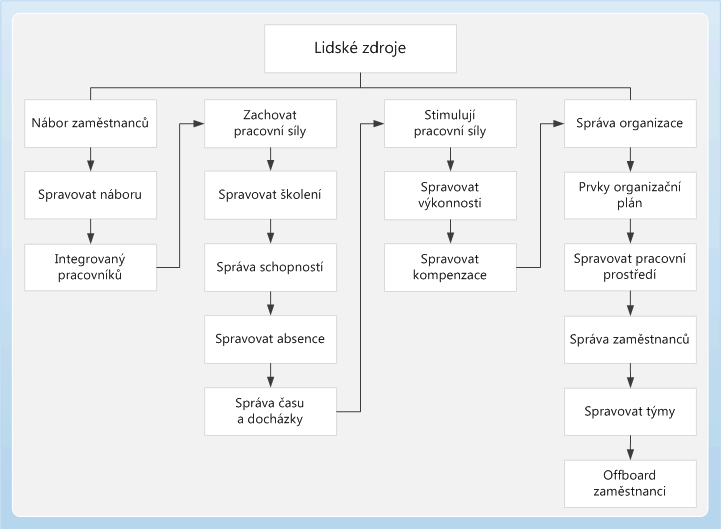 Lidské zdroje
Nábor zaměstnanců
Spravovat náboru
Integrovaný
pracovníků
Zachovat
pracovní síly
Spravovat školení
Správa schopností
Spravovat absence
Správa času
a docházky
Stimulují
pracovní síly
Spravovat
výkonnosti
Spravovat
kompenzace
Správa organizace
Prvky organizační
plán
Spravovat pracovní
prostředí
Správa zaměstnanců
Spravovat týmy
Offboard
zaměstnanci